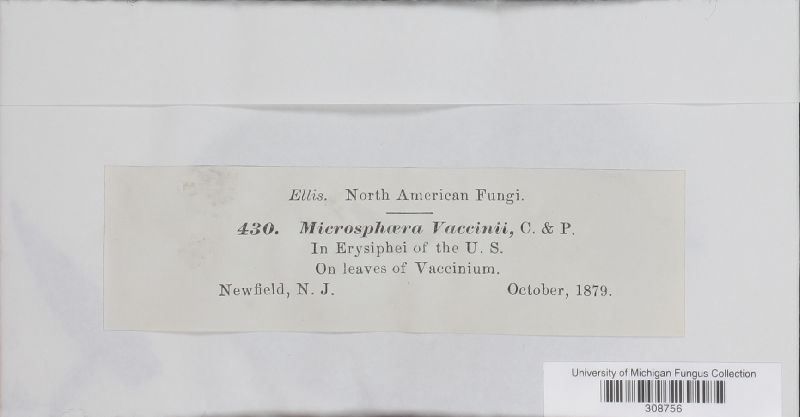 Ellis. North American Fungi.
430. Microsphæra Vaccinii, C. & P.
In Erysiphei of the U. S.
On leaves of Vaccinium.
Newfield, N. J. October, 1879.
University of Michigan Fungus Collection
308756